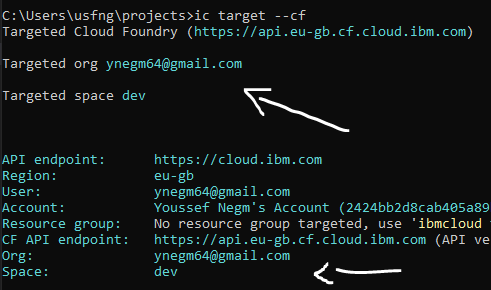 C:\Users\usfng\projects>ic target --cf
Targeted Cloud Foundry (https://api.eu-gb.cf.cloud.ibm.com)
Targeted org ynegm64@gmail.com
Targeted space dev
API endpoint: https://cloud.ibm.com
Region: eu-gb
User: ynegm64@gmail.com
Account: Youssef Negm's Account (2424bb2d8cab405a89
Resource group: No resource group targeted, use 'ibmcloud
CF API endpoint: https://api.eu-gb.cf.cloud.ibm.com (API ve
Org: ynegm64@gmail.com
Space: dev